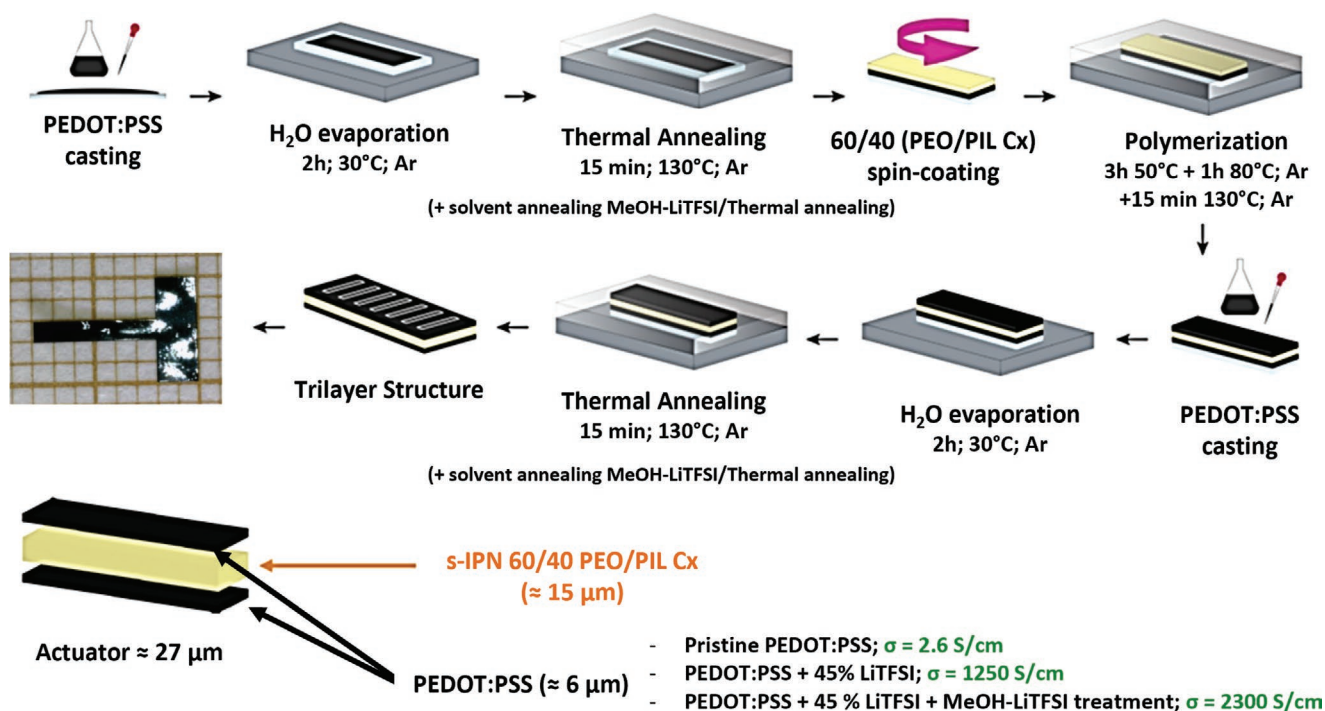 PEDOT:PSS
casting
H₂O evaporation
2h; 30°C; Ar
Thermal Annealing
15 min; 130°C; Ar
(+ solvent annealing MeOH-LiTFSI/Thermal annealing)
60/40 (PEO/PIL Cx)
spin-coating
Polymerization
3h 50°C + 1h 80°C; Ar
+15 min 130°C; Ar
PEDOT:PSS
casting
H₂O evaporation
2h; 30°C; Ar
Thermal Annealing
15 min; 130°C; Ar
(+ solvent annealing MeOH-LiTFSI/Thermal annealing)
Trilayer Structure
s-IPN 60/40 PEO/PIL Cx
(≈ 15 µm)
Actuator ≈ 27 µm
PEDOT:PSS (≈ 6 µm)
- Pristine PEDOT:PSS; σ = 2.6 S/cm
- PEDOT:PSS + 45% LiTFSI; σ = 1250 S/cm
- PEDOT:PSS + 45 % LiTFSI + MeOH-LiTFSI treatment; σ = 2300 S/cm